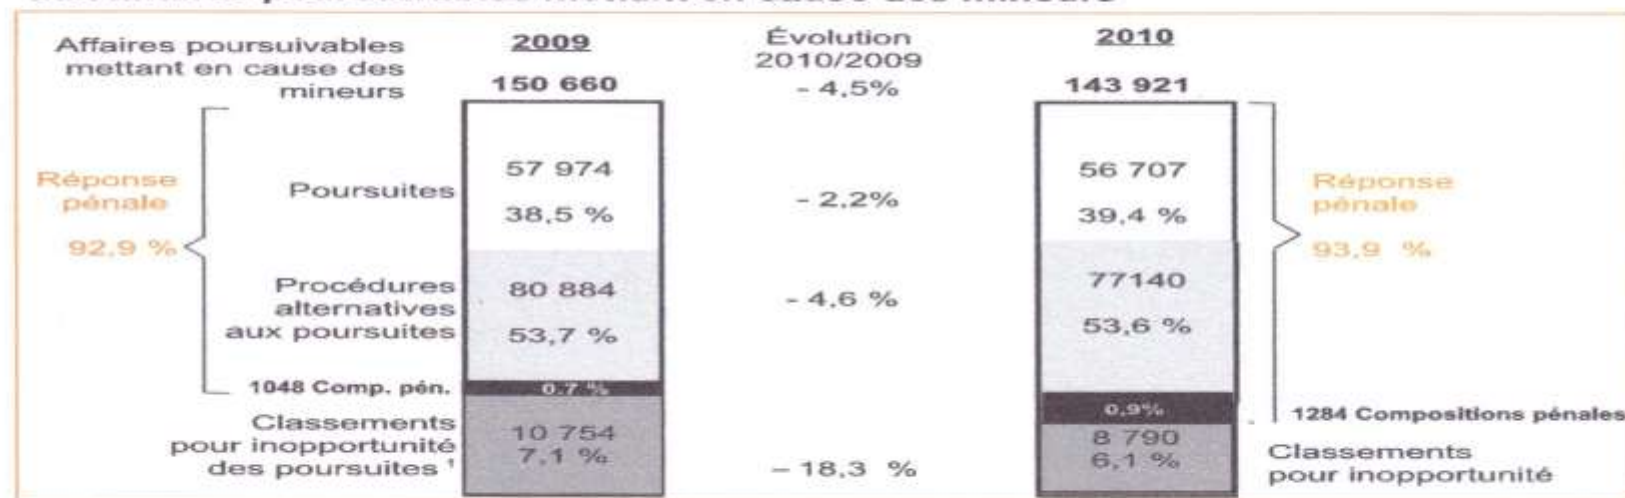 Affaires poursuivables
mettant en cause des
mineurs
2009
150 660
Évolution
2010/2009
- 4,5%
2010
143 921
Réponse
pénale
92,9 %
Poursuites
57 974
38,5 %
- 2,2%
56 707
39,4 %
Réponse
pénale
93,9 %
Procédures
alternatives
aux poursuites
80 884
53,7 %
- 4,6 %
77140
53,6 %
1048 Comp. pén.
0.7 %
0,9%
1284 Compositions pénales
Classements
pour inopportunité
des poursuites ¹
10 754
7,1 %
– 18,3 %
8 790
6,1 %
Classements
pour inopportunité